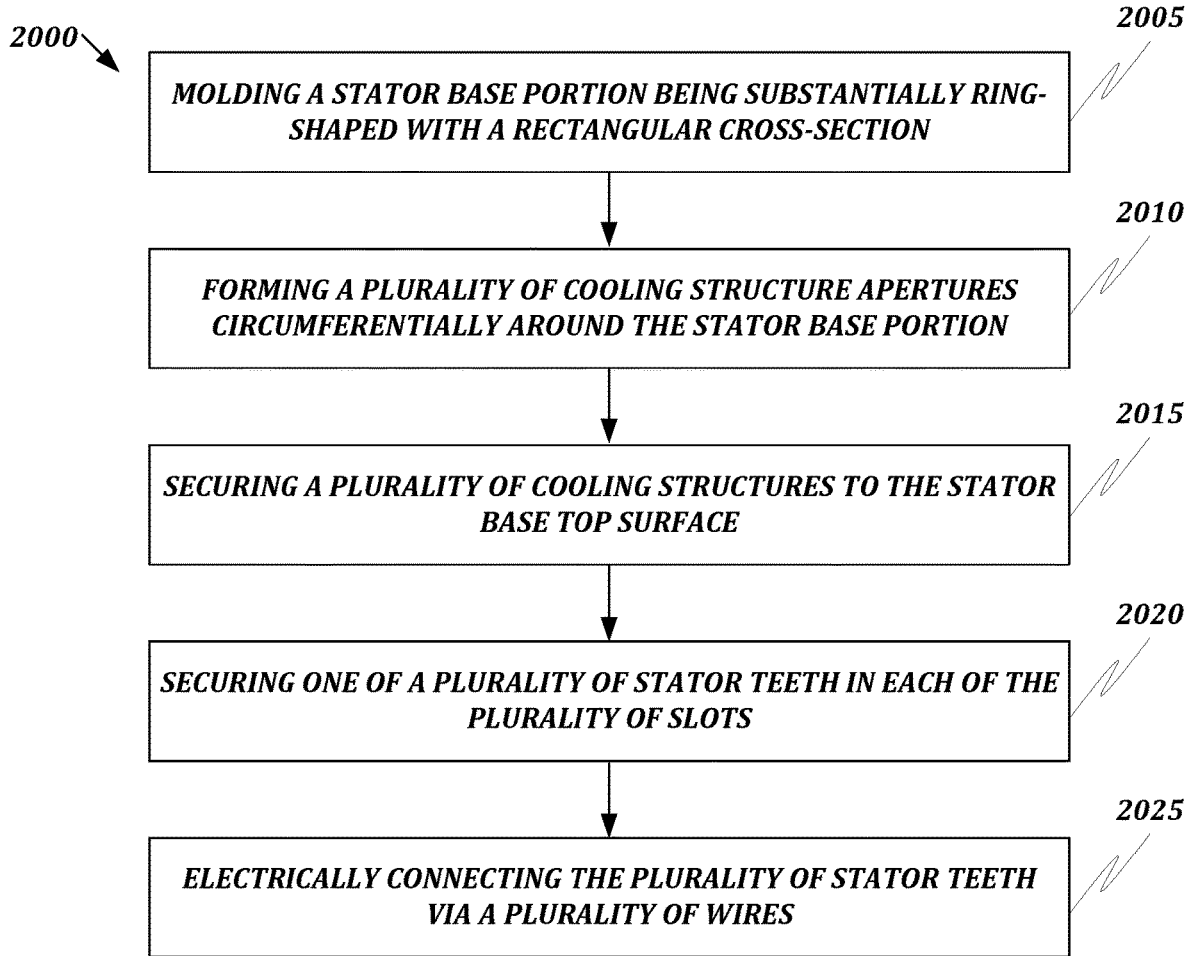 2000
2005
MOLDING A STATOR BASE PORTION BEING SUBSTANTIALLY RING-
SHAPED WITH A RECTANGULAR CROSS-SECTION
2010
FORMING A PLURALITY OF COOLING STRUCTURE APERTURES
CIRCUMFERENTIALLY AROUND THE STATOR BASE PORTION
2015
SECURING A PLURALITY OF COOLING STRUCTURES TO THE STATOR
BASE TOP SURFACE
2020
SECURING ONE OF A PLURALITY OF STATOR TEETH IN EACH OF THE
PLURALITY OF SLOTS
2025
ELECTRICALLY CONNECTING THE PLURALITY OF STATOR TEETH
VIA A PLURALITY OF WIRES